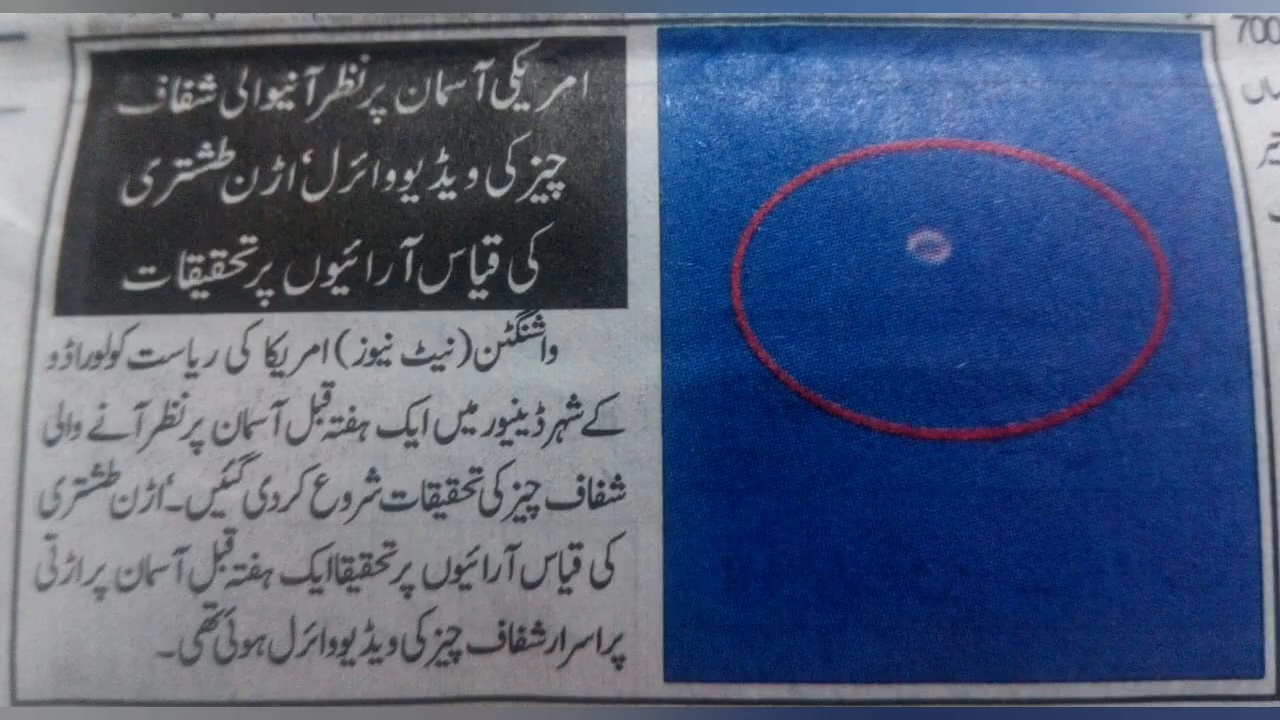 امریکی آسمان پر نظر آنیوالی شفاف
چیز کی ویڈیو وائرل، اڑن طشتری
کی قیاس آرائیوں پر تحقیقات
واشنگٹن (نیٹ نیوز) امریکا کی ریاست کولوراڈو
کے شہر ڈینیور میں ایک ہفتہ قبل آسمان پر نظر آنے والی
شفاف چیز کی تحقیقات شروع کر دی گئیں۔ اڑن طشتری
کی قیاس آرائیوں پر تحقیقاایک ہفتہ قبل آسمان پر اڑتی
پراسرار شفاف چیز کی ویڈیو وائرل ہوئی تھی۔
700